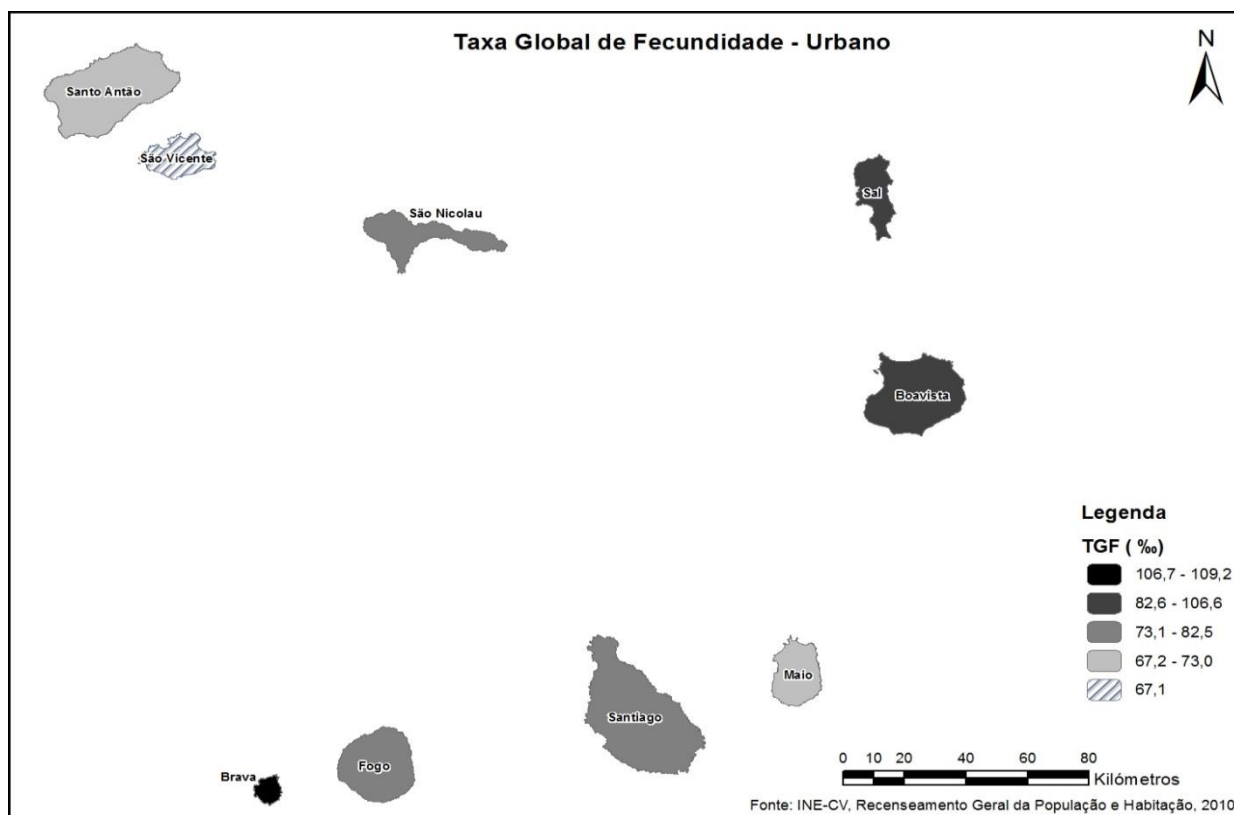 Taxa Global de Fecundidade - Urbano
N
Santo Antão
São Vicente
São Nicolau
Sal
Boavista
Legenda
TGF ( ‰)
106,7 - 109,2
82,6 - 106,6
73,1 - 82,5
67,2 - 73,0
67,1
Maio
Santiago
Fogo
Brava
0 10 20 40 60 80
Kilómetros
Fonte: INE-CV, Recenseamento Geral da População e Habitação, 2010